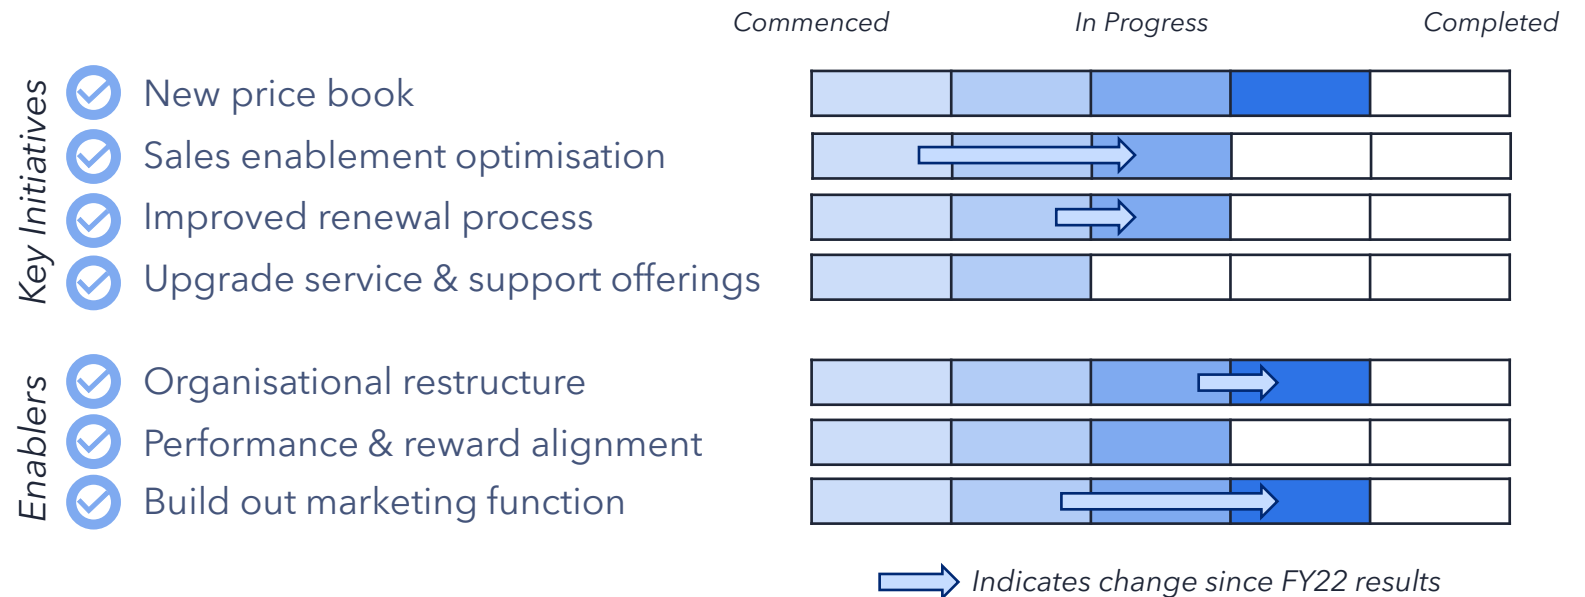 Commenced In Progress Completed
Key Initiatives
New price book
Sales enablement optimisation
Improved renewal process
Upgrade service & support offerings
Enablers
Organisational restructure
Performance & reward alignment
Build out marketing function
Indicates change since FY22 results